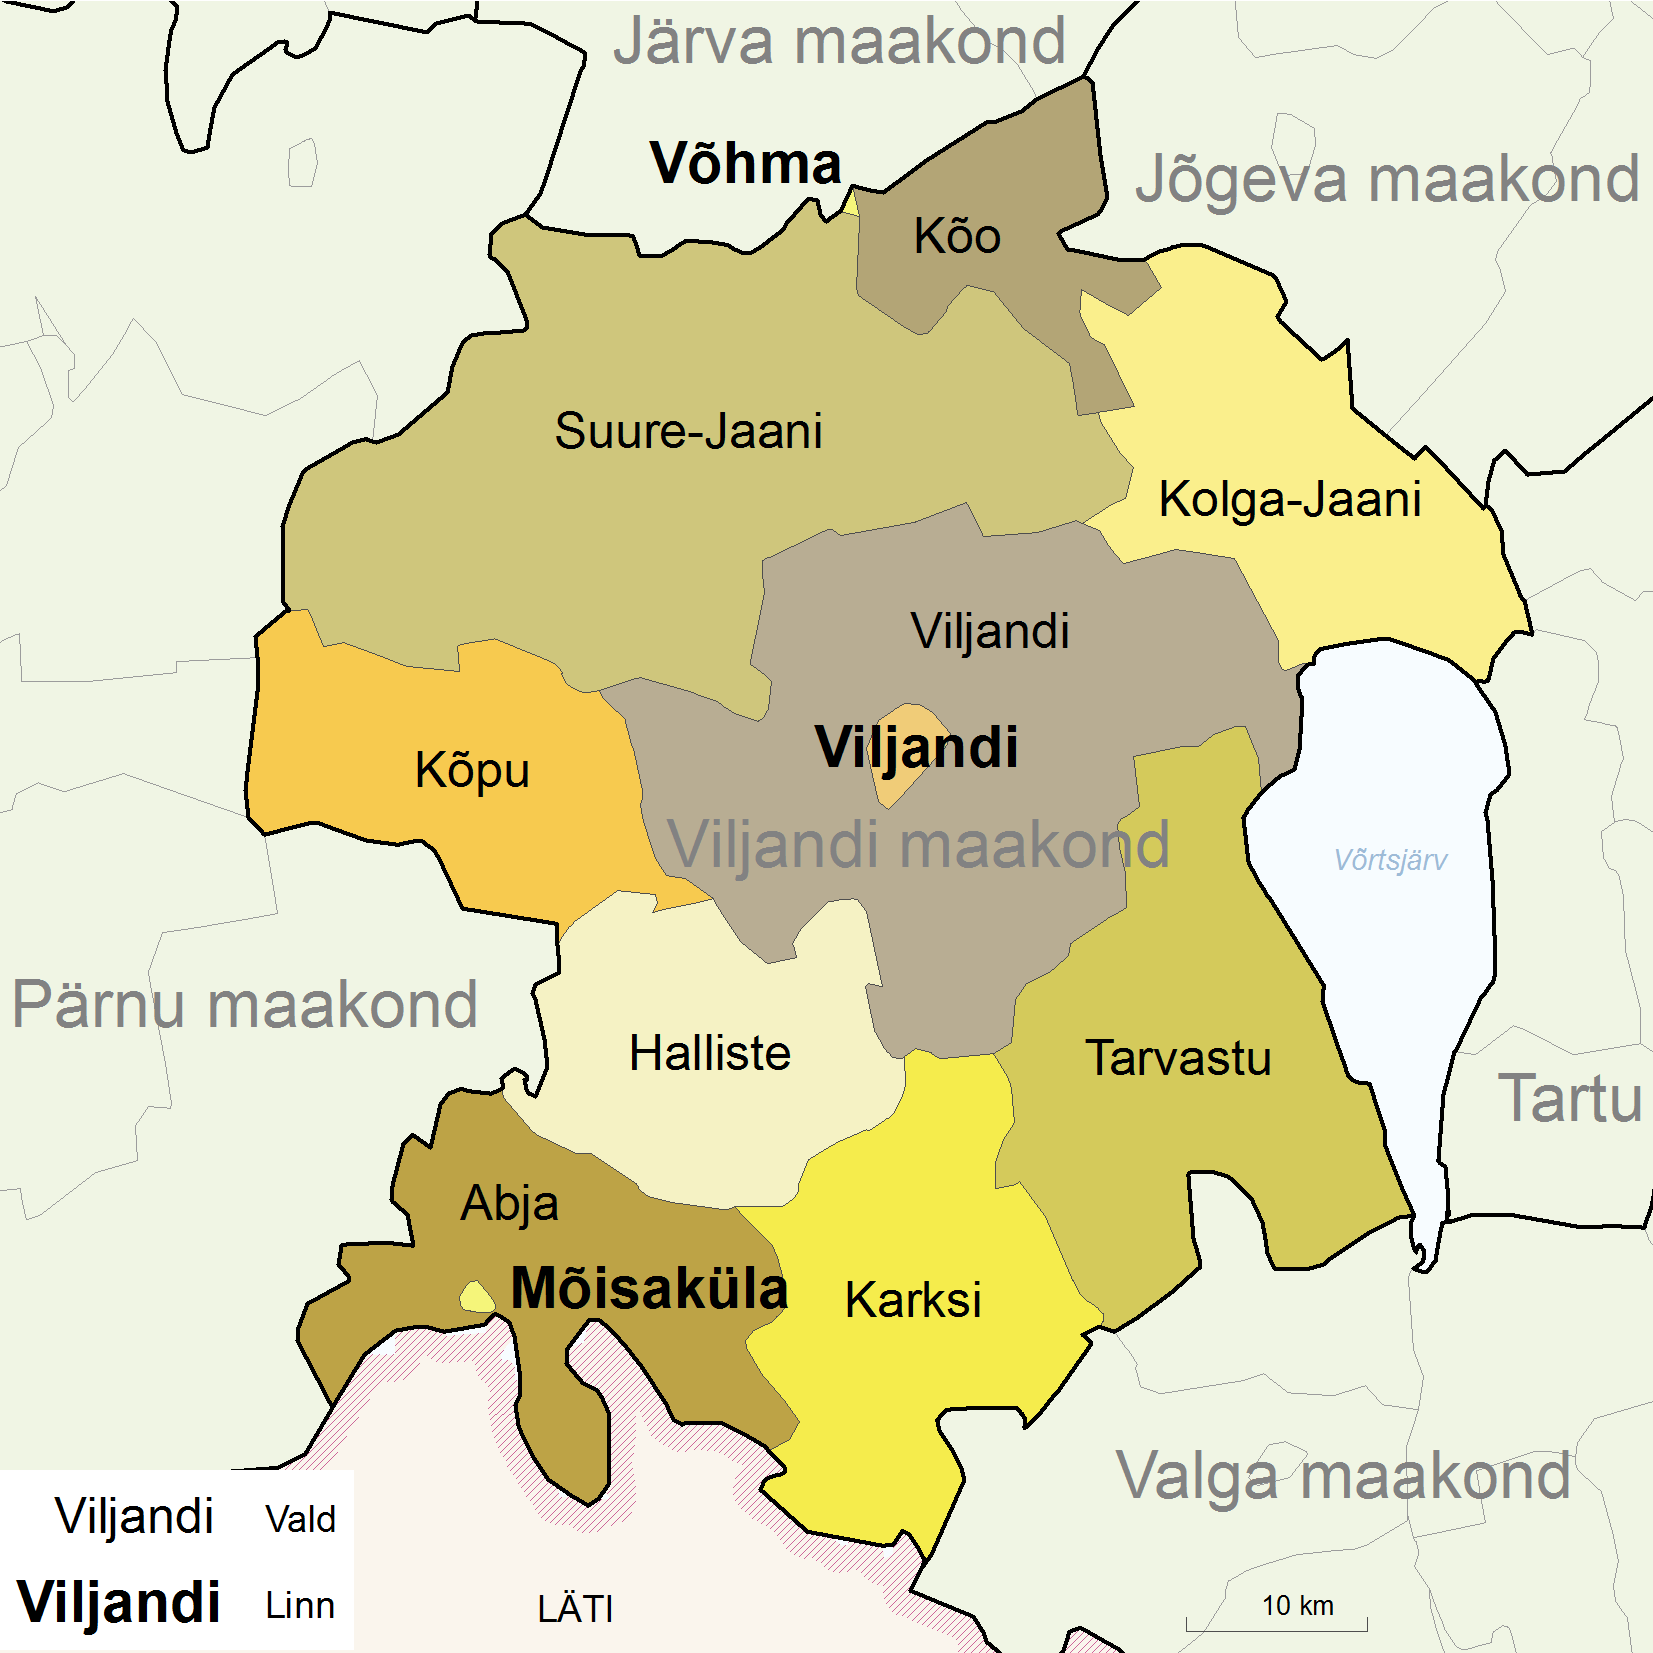 Järva maakond
Võhma
Jõgeva maakond
Kõo
Suure-Jaani
Kolga-Jaani
Viljandi
Viljandi
Kõpu
Viljandi maakond
Võrtsjärv
Pärnu maakond
Halliste
Tarvastu
Tartu
Abja
Mõisaküla
Karksi
Valga maakond
Viljandi Vald
Viljandi Linn
LÄTI
10 km